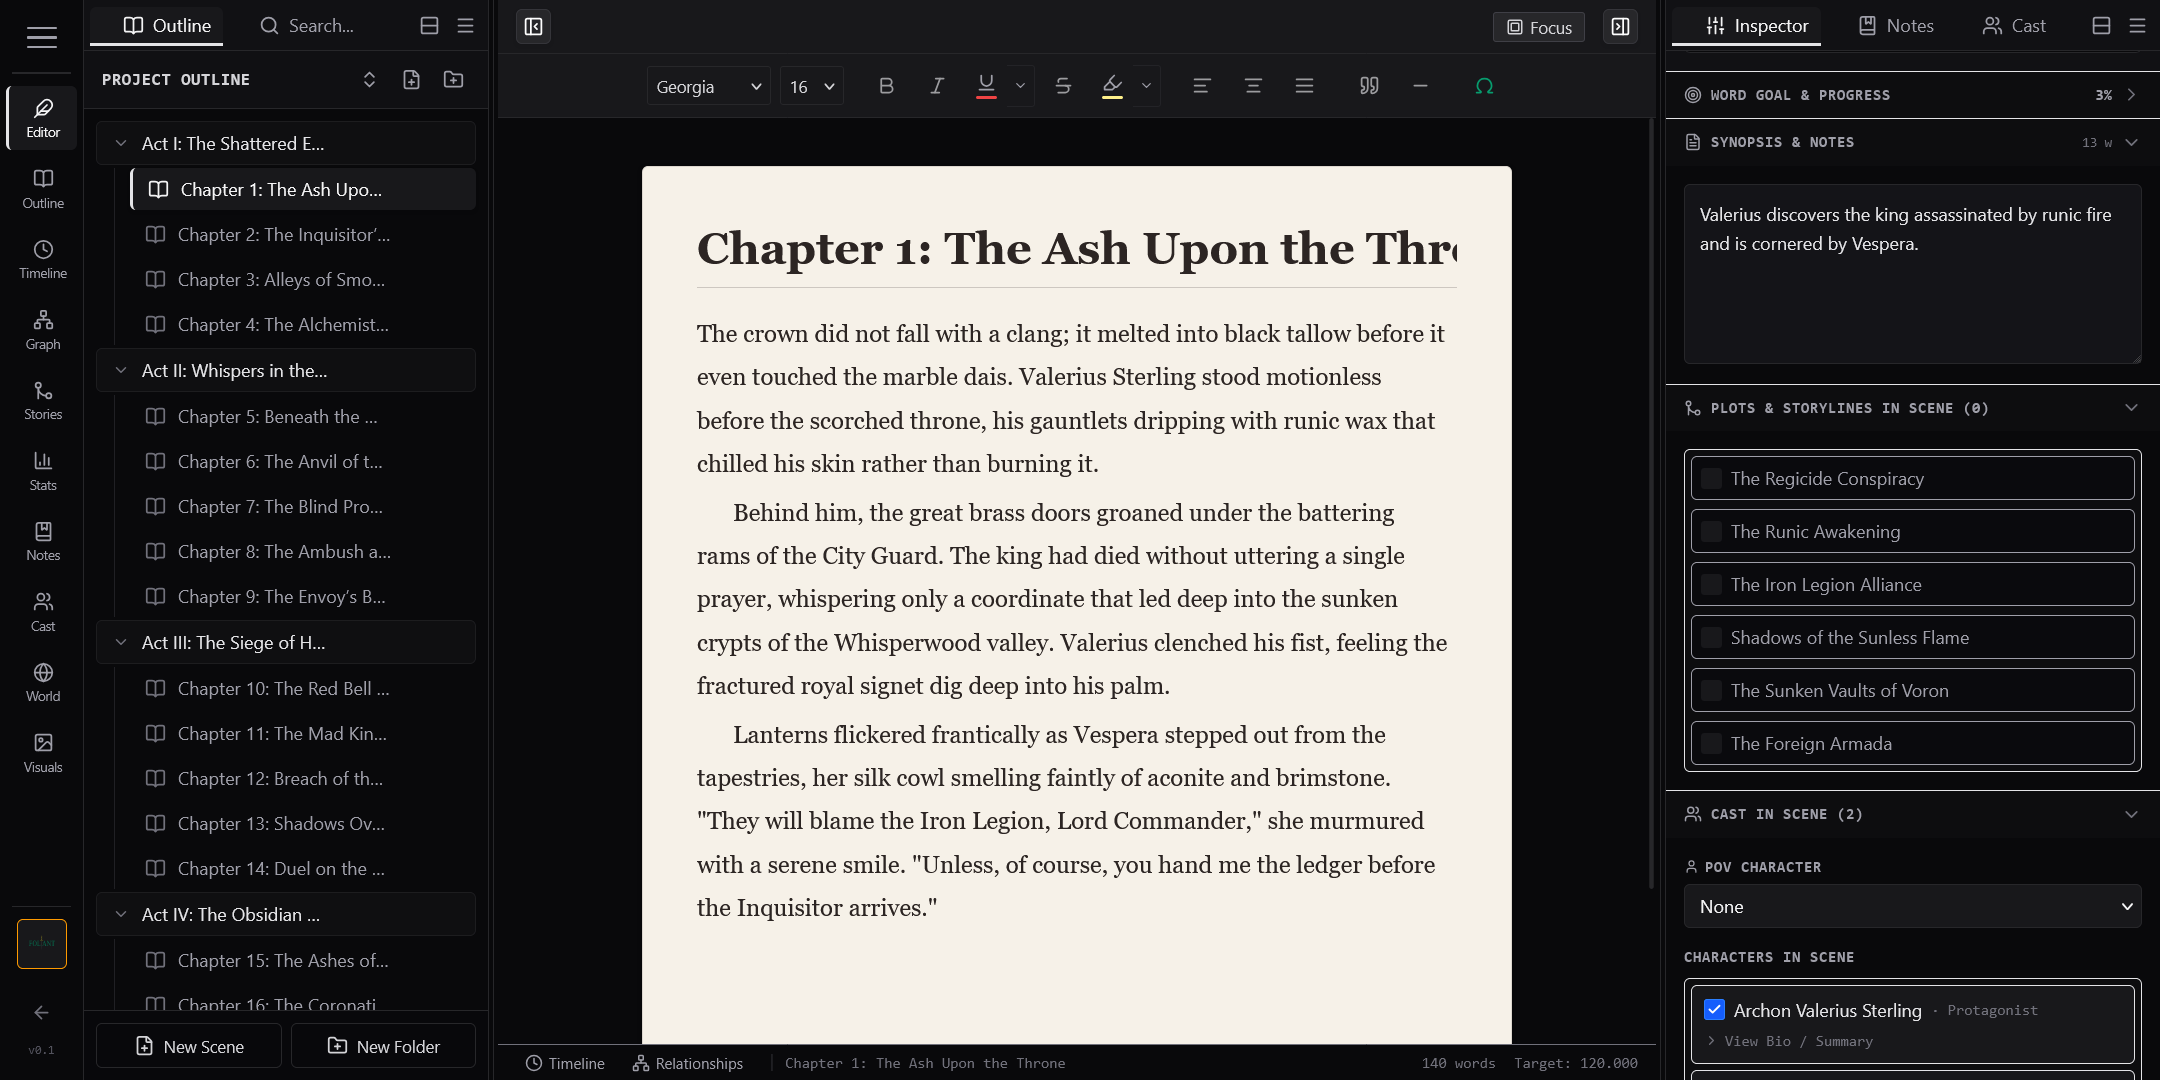 Editor
Outline
Timeline
Graph
Stories
Stats
Notes
Cast
World
Visuals
v0.1
Outline
Search...
PROJECT OUTLINE
Act I: The Shattered E...
Chapter 1: The Ash Upo...
Chapter 2: The Inquisitor'...
Chapter 3: Alleys of Smo...
Chapter 4: The Alchemist...
Act II: Whispers in the...
Chapter 5: Beneath the ...
Chapter 6: The Anvil of t...
Chapter 7: The Blind Pro...
Chapter 8: The Ambush a...
Chapter 9: The Envoy's B...
Act III: The Siege of H...
Chapter 10: The Red Bell ...
Chapter 11: The Mad Kin...
Chapter 12: Breach of th...
Chapter 13: Shadows Ov...
Chapter 14: Duel on the ...
Act IV: The Obsidian ...
Chapter 15: The Ashes of...
Chapter 16: The Coronati
New Scene
New Folder
Focus
Georgia
16
B
I
U
S
Ω
Chapter 1: The Ash Upon the Thro
The crown did not fall with a clang; it melted into black tallow before it
even touched the marble dais. Valerius Sterling stood motionless
before the scorched throne, his gauntlets dripping with runic wax that
chilled his skin rather than burning it.
Behind him, the great brass doors groaned under the battering
rams of the City Guard. The king had died without uttering a single
prayer, whispering only a coordinate that led deep into the sunken
crypts of the Whisperwood valley. Valerius clenched his fist, feeling the
fractured royal signet dig deep into his palm.
Lanterns flickered frantically as Vespera stepped out from the
tapestries, her silk cowl smelling faintly of aconite and brimstone.
"They will blame the Iron Legion, Lord Commander," she murmured
with a serene smile. "Unless, of course, you hand me the ledger before
the Inquisitor arrives."
Timeline
Relationships
Chapter 1: The Ash Upon the Throne
140 words
Target: 120.000
Inspector
Notes
Cast
WORD GOAL & PROGRESS
3%
SYNOPSIS & NOTES
13 w
Valerius discovers the king assassinated by runic fire
and is cornered by Vespera.
PLOTS & STORYLINES IN SCENE (0)
The Regicide Conspiracy
The Runic Awakening
The Iron Legion Alliance
Shadows of the Sunless Flame
The Sunken Vaults of Voron
The Foreign Armada
CAST IN SCENE (2)
POV CHARACTER
None
CHARACTERS IN SCENE
Archon Valerius Sterling · Protagonist
View Bio / Summary